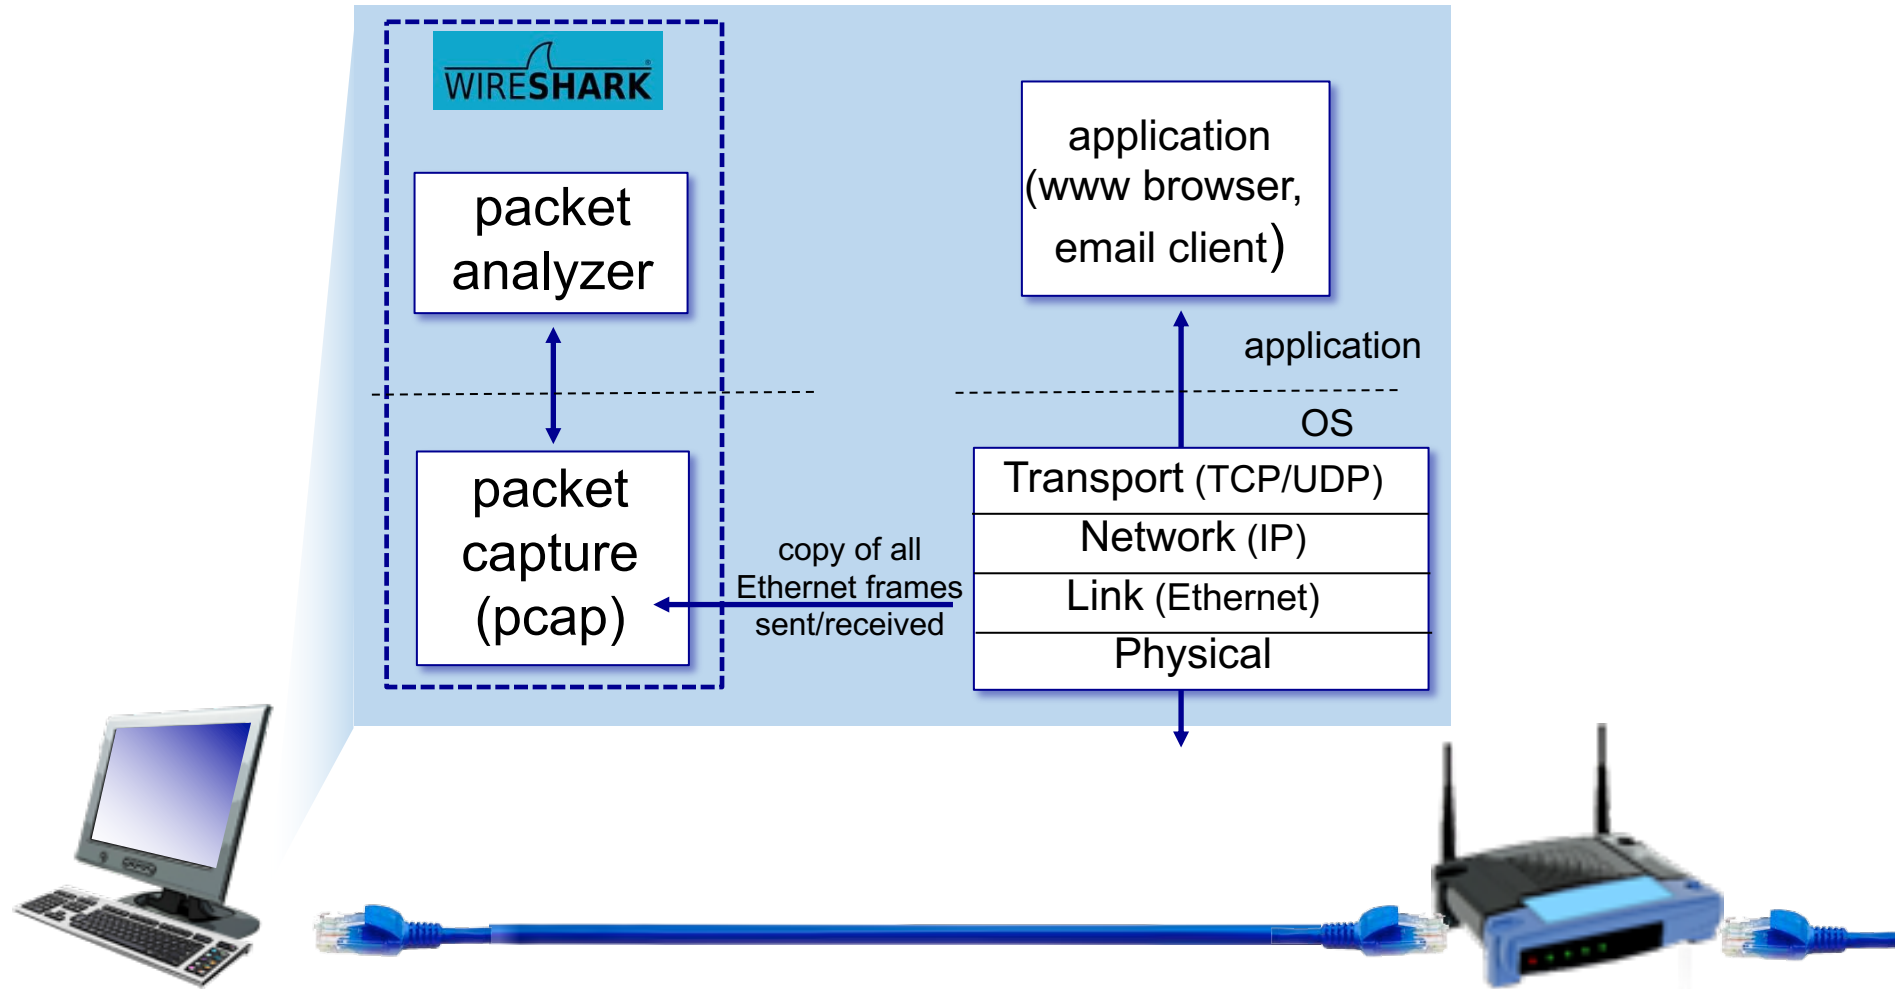 WIRESHARK
packet
analyzer
packet
capture
(pcap)
copy of all
Ethernet frames
sent/received
application
(www browser,
email client)
application
OS
Transport (TCP/UDP)
Network (IP)
Link (Ethernet)
Physical